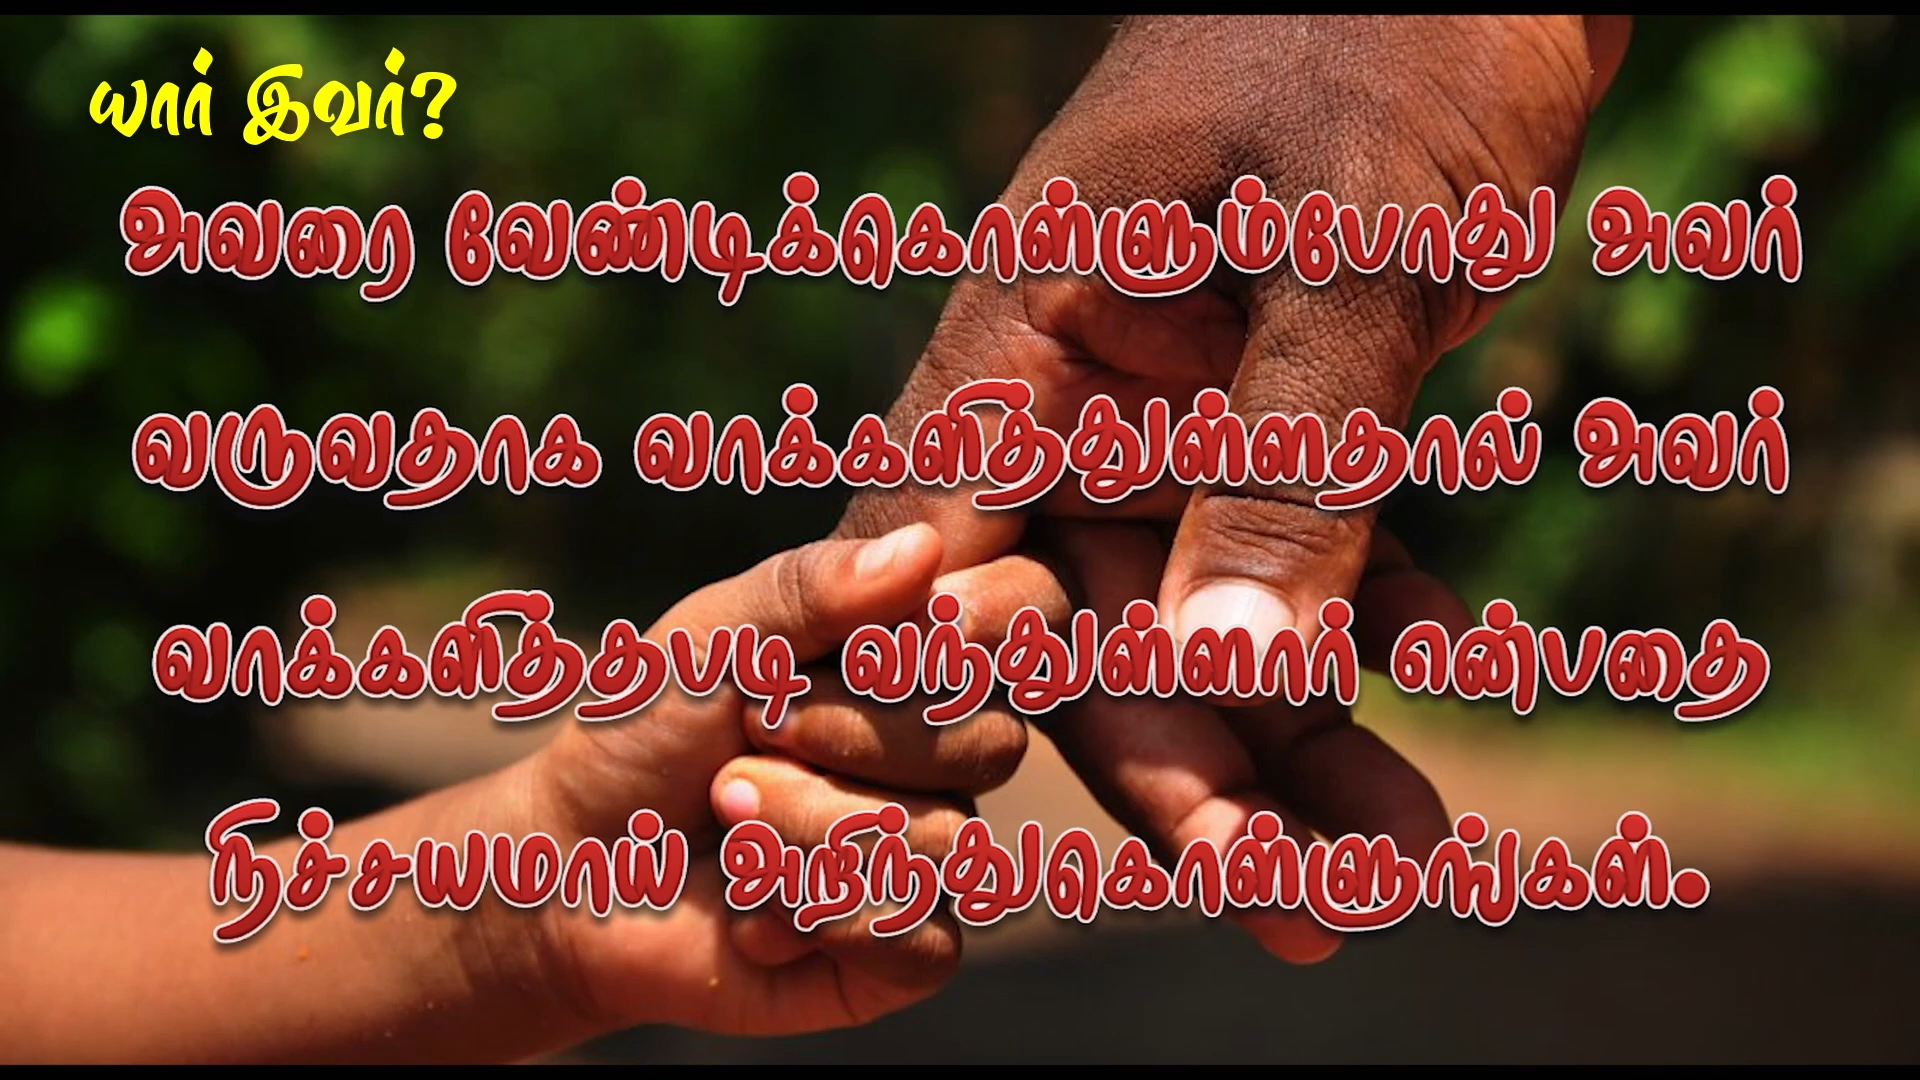 யார் இவர்?
அவரை வேண்டிக்கொள்ளும்போது அவர்
வருவதாக வாக்களித்துள்ளதால் அவர்
வாக்களித்தபடி வந்துள்ளார் என்பதை
நிச்சயமாய் அறிந்துகொள்ளுங்கள்.